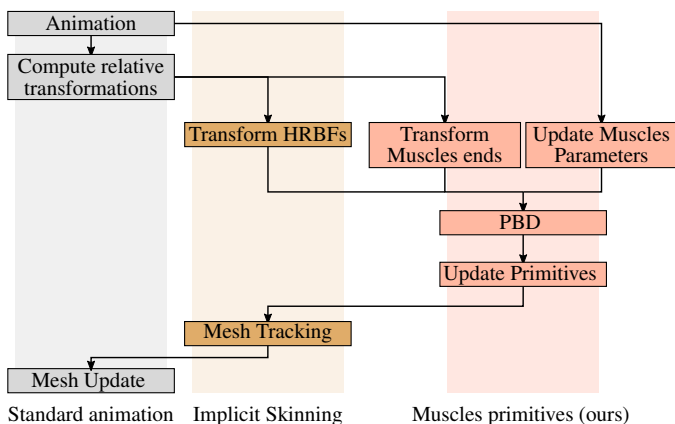 Animation
Compute relative
transformations
Transform HRBFs
Transform
Muscles ends
Update Muscles
Parameters
PBD
Update Primitives
Mesh Tracking
Mesh Update
Standard animation
Implicit Skinning
Muscles primitives (ours)